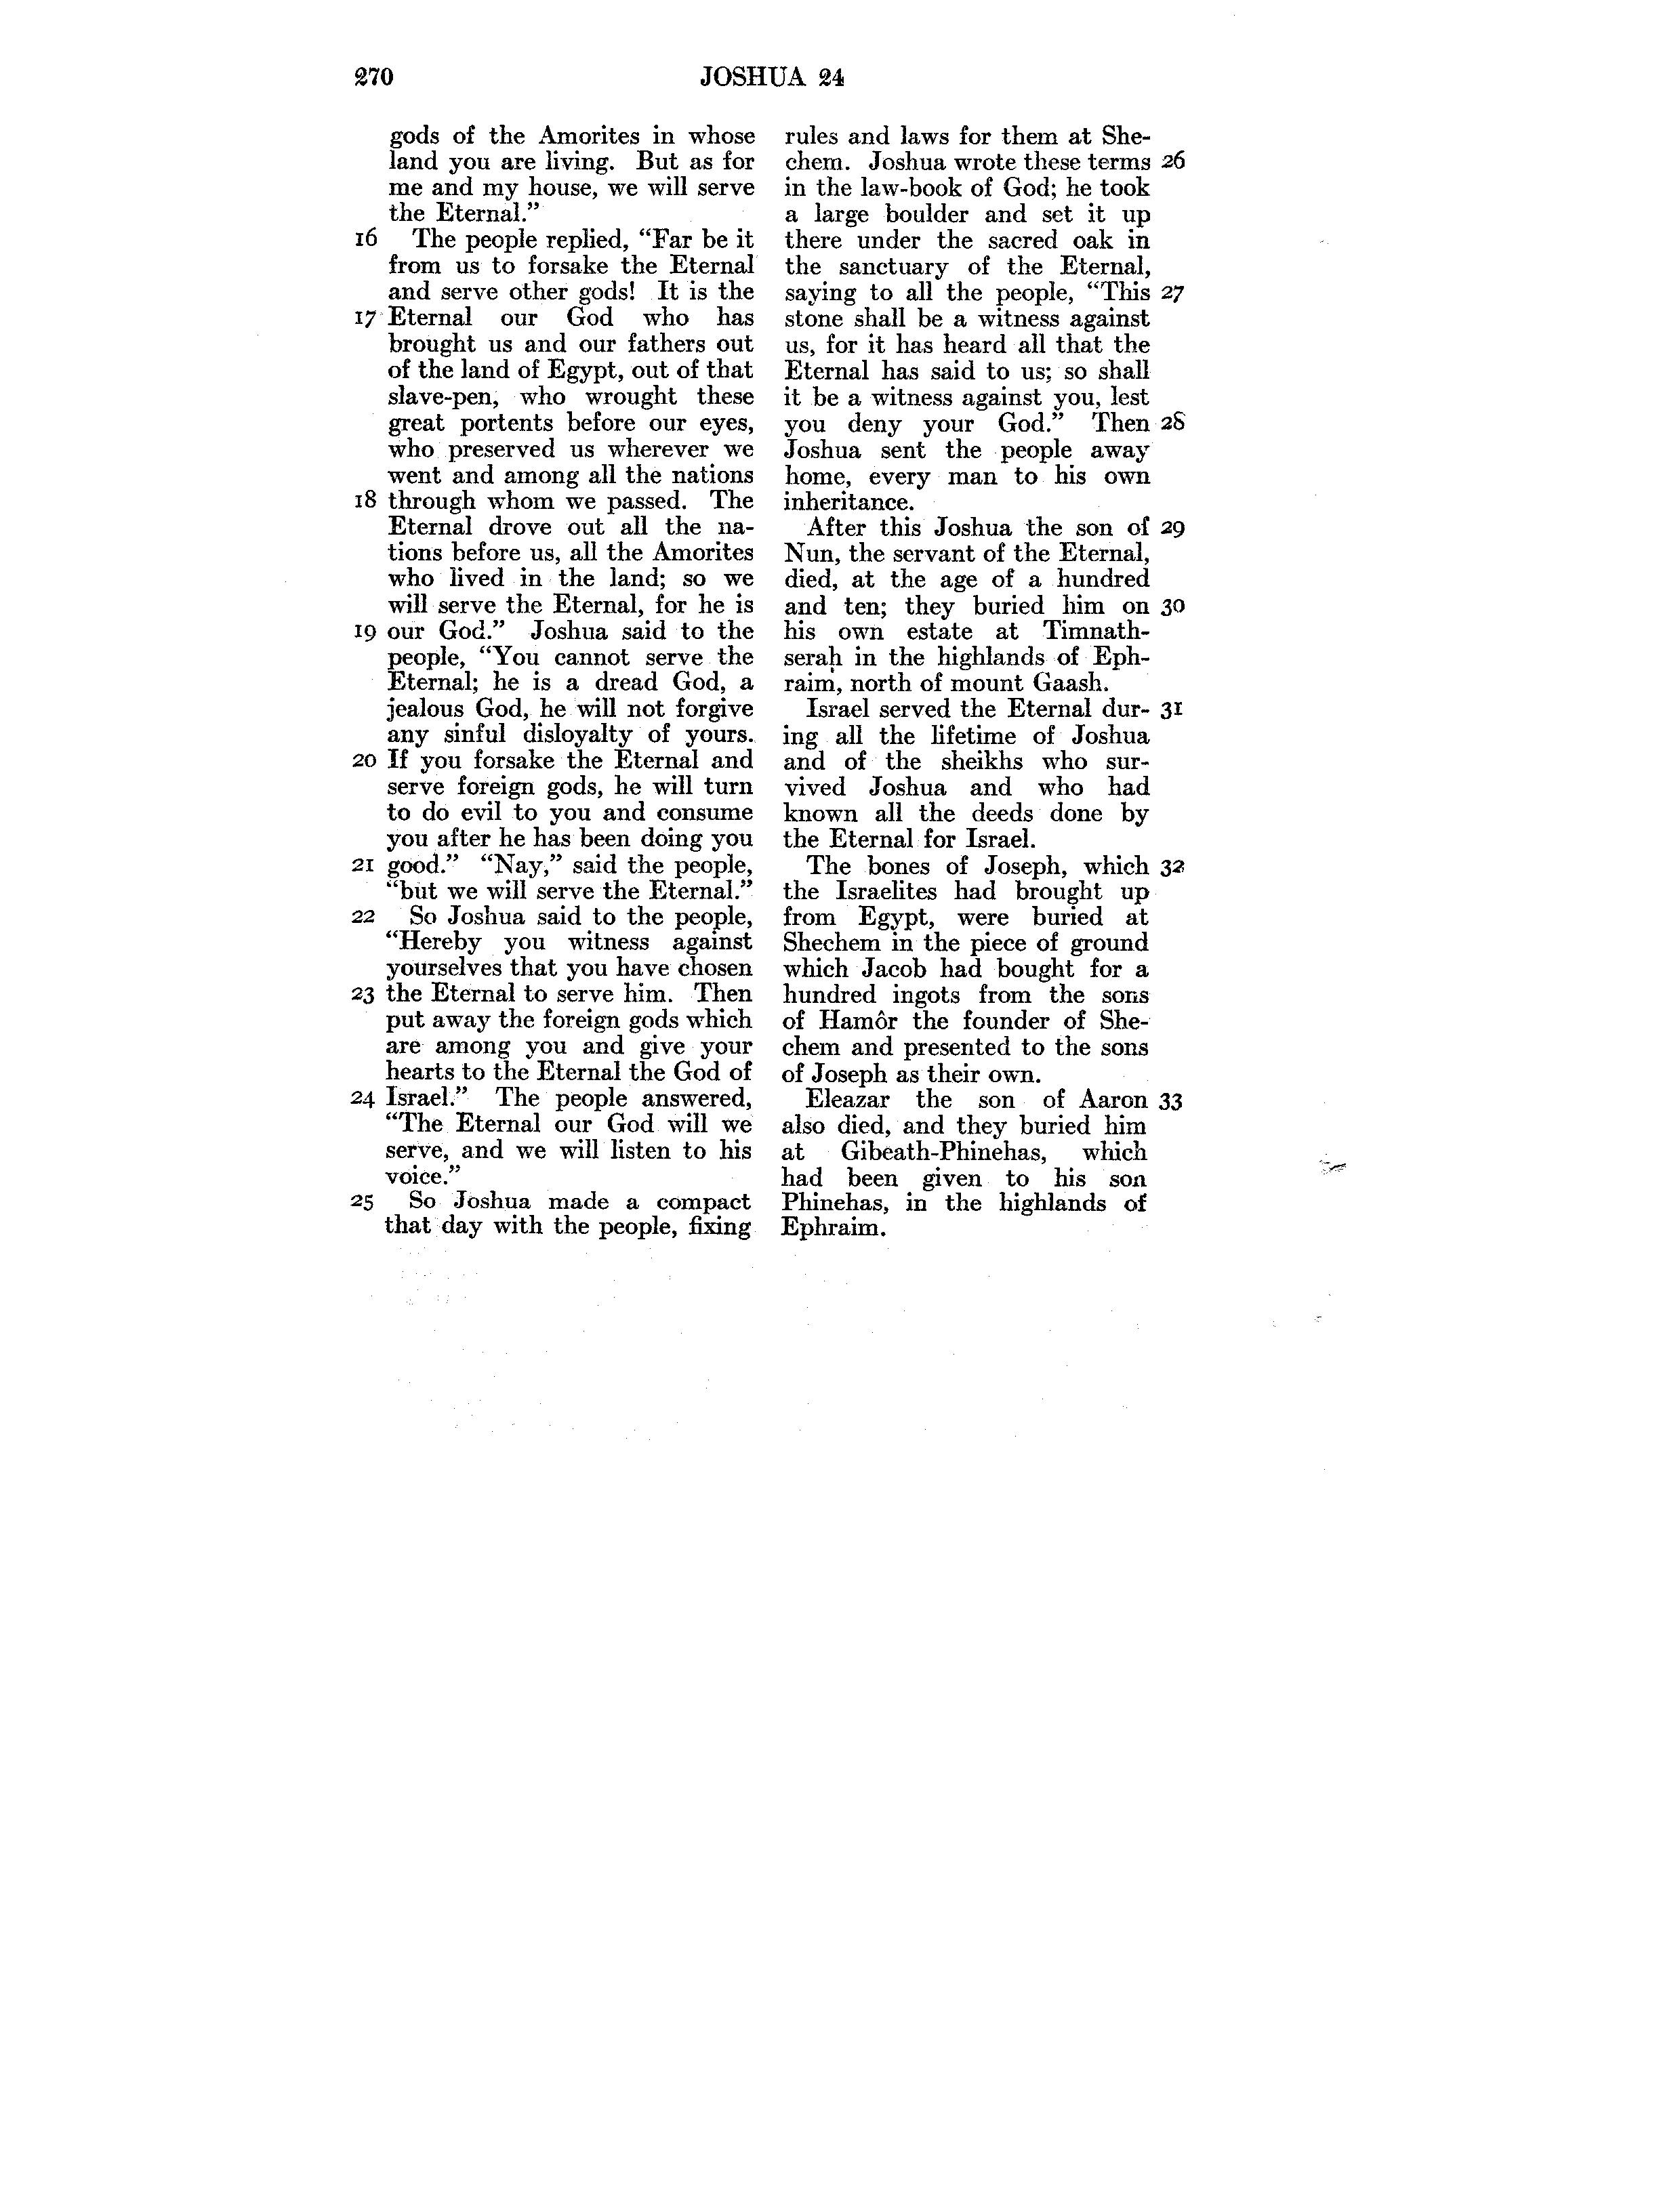 270 JOSHUA 24
gods of the Amorites in whose
land you are living. But as for
me and my house, we will serve
the Eternal.”
16 The people replied, “Far be it
from us to forsake the Eternal
and serve other gods! It is the
17 Eternal our God who has
brought us and our fathers out
of the land of Egypt, out of that
slave-pen, who wrought these
great portents before our eyes,
who preserved us wherever we
went and among all the nations
18 through whom we passed. The
Eternal drove out all the na-
tions before us, all the Amorites
who lived in the land; so we
will serve the Eternal, for he is
19 our God.” Joshua said to the
people, “You cannot serve the
Eternal; he is a dread God, a
jealous God, he will not forgive
any sinful disloyalty of yours.
20 If you forsake the Eternal and
serve foreign gods, he will turn
to do evil to you and consume
you after he has been doing you
21 good.” “Nay,” said the people,
“but we will serve the Eternal.”
22 So Joshua said to the people,
“Hereby you witness against
yourselves that you have chosen
23 the Eternal to serve him. Then
put away the foreign gods which
are among you and give your
hearts to the Eternal the God of
24 Israel.” The people answered,
“The Eternal our God will we
serve, and we will listen to his
voice.”
25 So Joshua made a compact
that day with the people, fixing
rules and laws for them at She-
chem. Joshua wrote these terms 26
in the law-book of God; he took
a large boulder and set it up
there under the sacred oak in
the sanctuary of the Eternal,
saying to all the people, “This 27
stone shall be a witness against
us, for it has heard all that the
Eternal has said to us; so shall
it be a witness against you, lest
you deny your God.” Then 28
Joshua sent the people away
home, every man to his own
inheritance.
After this Joshua the son of 29
Nun, the servant of the Eternal,
died, at the age of a hundred
and ten; they buried him on 30
his own estate at Timnath-
serah in the highlands of Eph-
raim, north of mount Gaash.
Israel served the Eternal dur- 31
ing all the lifetime of Joshua
and of the sheikhs who sur-
vived Joshua and who had
known all the deeds done by
the Eternal for Israel.
The bones of Joseph, which 32
the Israelites had brought up
from Egypt, were buried at
Shechem in the piece of ground
which Jacob had bought for a
hundred ingots from the sons
of Hamôr the founder of She-
chem and presented to the sons
of Joseph as their own.
Eleazar the son of Aaron 33
also died, and they buried him
at Gibeath-Phinehas, which
had been given to his son
Phinehas, in the highlands of
Ephraim.